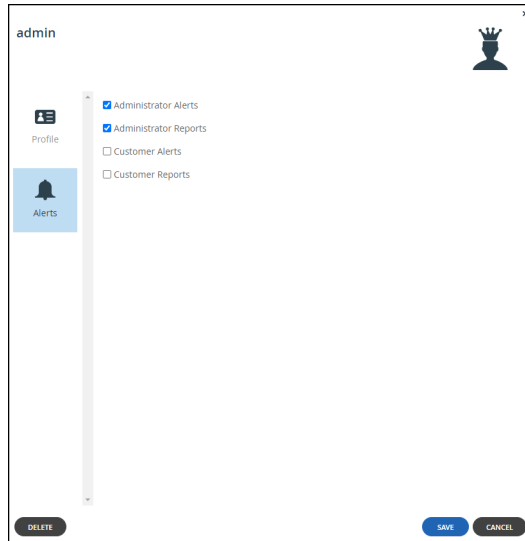 admin
Profile
Alerts
Administrator Alerts
Administrator Reports
Customer Alerts
Customer Reports
DELETE
SAVE
CANCEL